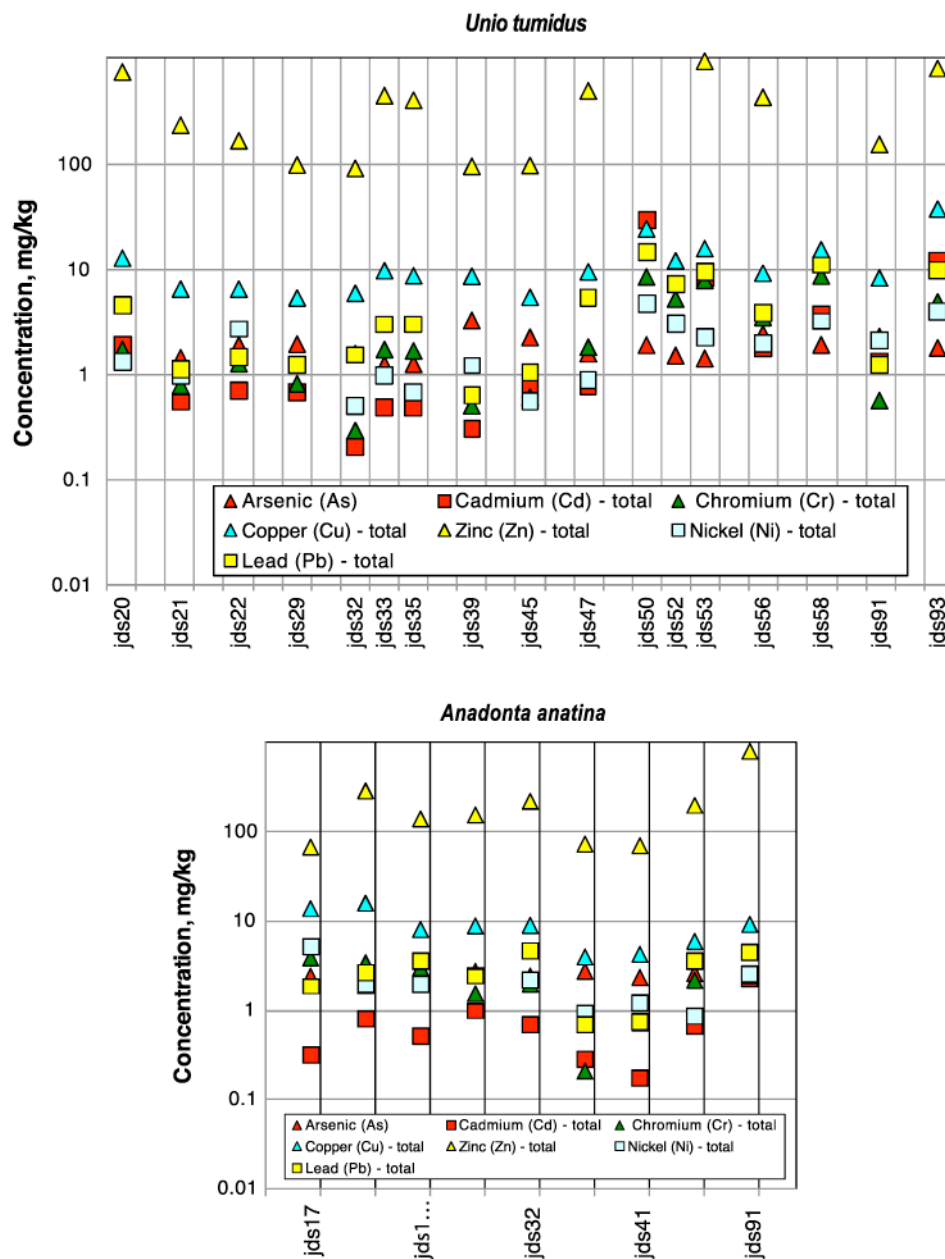 Unio tumidus
Concentration, mg/kg
100
10
1
0.1
0.01
Arsenic (As) Cadmium (Cd) - total Chromium (Cr) - total
Copper (Cu) - total Zinc (Zn) - total Nickel (Ni) - total
Lead (Pb) - total
jds20 jds21 jds22 jds29 jds32 jds33 jds35 jds39 jds45 jds47 jds50 jds52 jds53 jds56 jds58 jds91 jds93
Anadonta anatina
Concentration, mg/kg
100
10
1
0.1
0.01
Arsenic (As) Cadmium (Cd) - total Chromium (Cr) - total
Copper (Cu) - total Zinc (Zn) - total Nickel (Ni) - total
Lead (Pb) - total
jds17 jds1... jds32 jds41 jds91